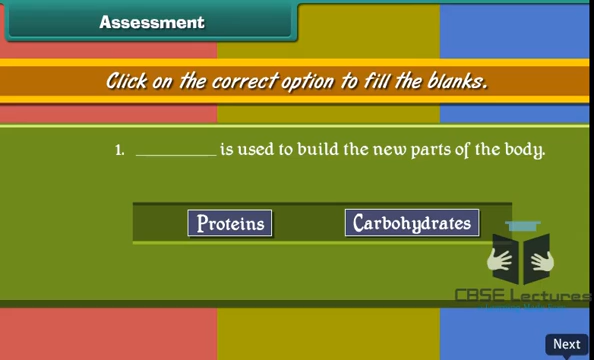 Assessment
Click on the correct option to fill the blanks.
1. ________ is used to build the new parts of the body.
Proteins Carbohydrates
CBSE Lectures
Next